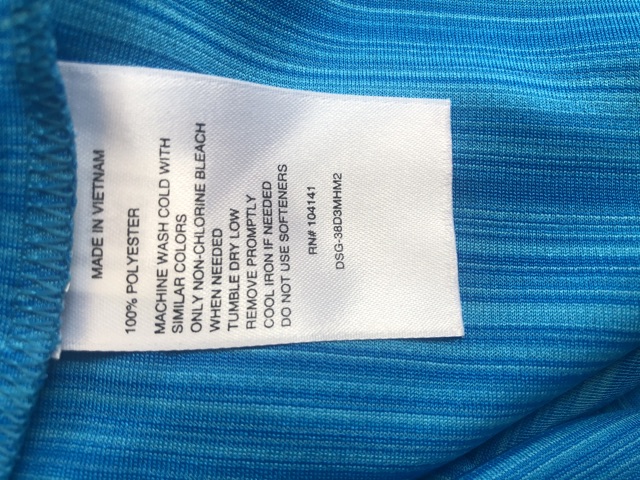 MADE IN VIETNAM
100% POLYESTER
MACHINE WASH COLD WITH
SIMILAR COLORS
ONLY NON-CHLORINE BLEACH
WHEN NEEDED
TUMBLE DRY LOW
REMOVE PROMPTLY
COOL IRON IF NEEDED
DO NOT USE SOFTENERS
RN# 104141
DSG-38D3MHM2